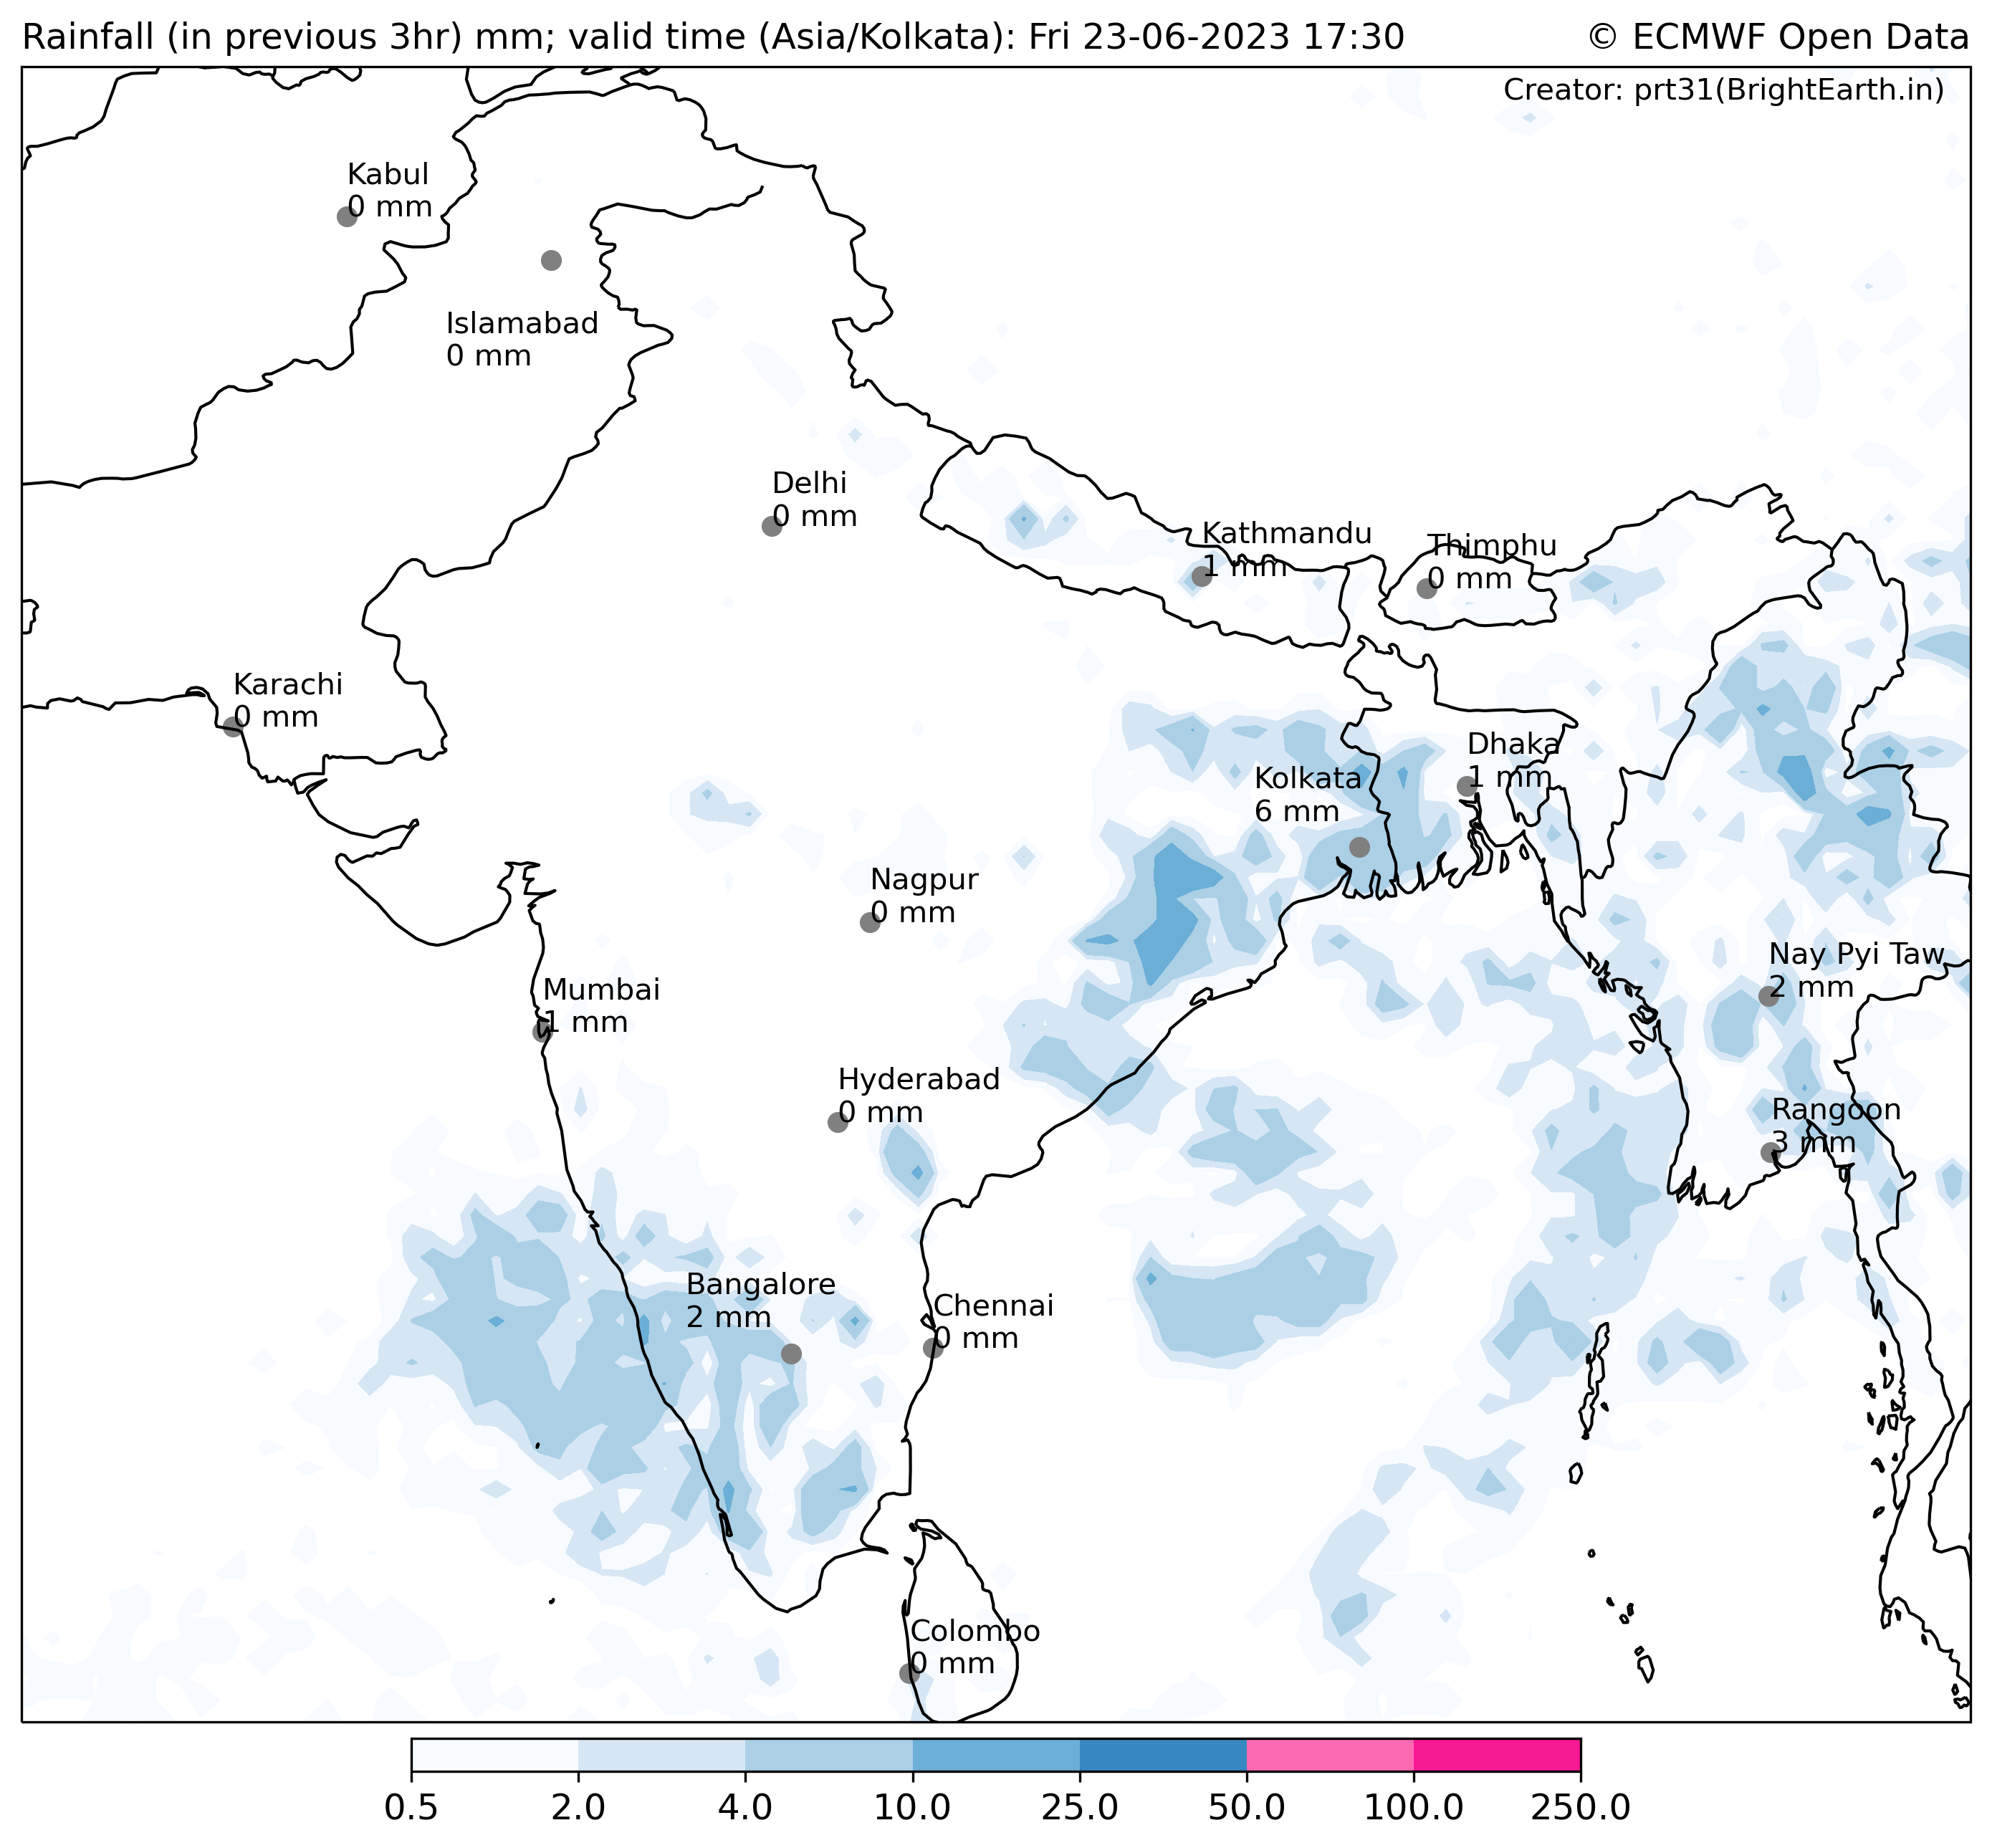 Rainfall (in previous 3hr) mm; valid time (Asia/Kolkata): Fri 23-06-2023 17:30
© ECMWF Open Data
Creator: prt31(BrightEarth.in)
Kabul
0 mm
Islamabad
0 mm
Delhi
0 mm
Kathmandu
1 mm
Thimphu
0 mm
Karachi
0 mm
Dhaka
1 mm
Kolkata
6 mm
Nagpur
0 mm
Nay Pyi Taw
2 mm
Mumbai
1 mm
Hyderabad
0 mm
Rangoon
3 mm
Bangalore
2 mm
Chennai
0 mm
Colombo
0 mm
0.5 2.0 4.0 10.0 25.0 50.0 100.0 250.0